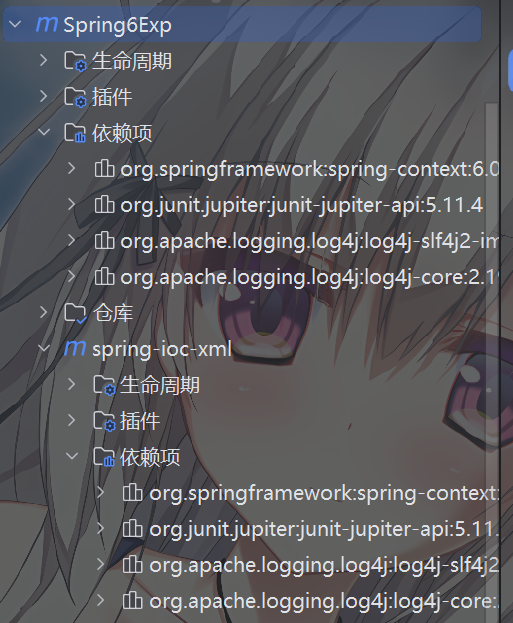 m Spring6Exp
生命周期
插件
依赖项
org.springframework:spring-context:6.0
org.junit.jupiter:junit-jupiter-api:5.11.4
org.apache.logging.log4j:log4j-slf4j2-im
org.apache.logging.log4j:log4j-core:2.19
仓库
m spring-ioc-xml
生命周期
插件
依赖项
org.springframework:spring-context:
org.junit.jupiter:junit-jupiter-api:5.11.
org.apache.logging.log4j:log4j-slf4j2
org.apache.logging.log4j:log4j-core: